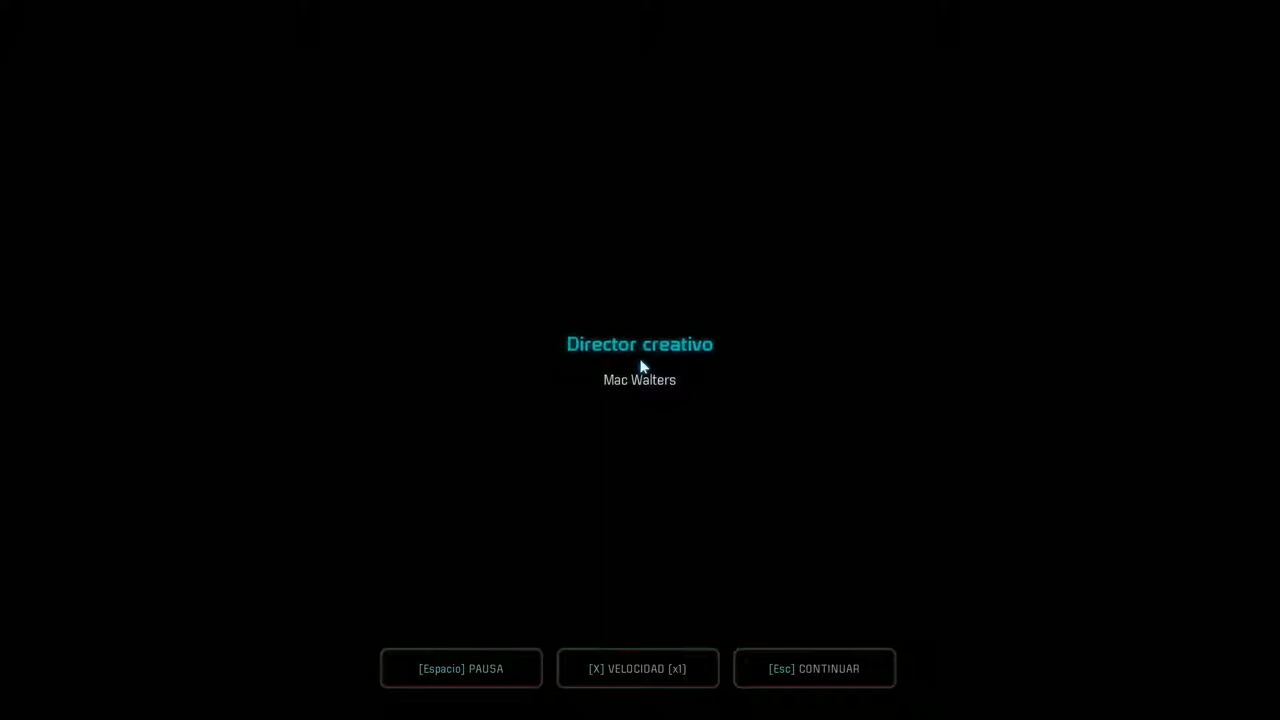 Director creativo
Mac Walters
[Espacio] PAUSA
[X] VELOCIDAD (x1)
[Esc] CONTINUAR